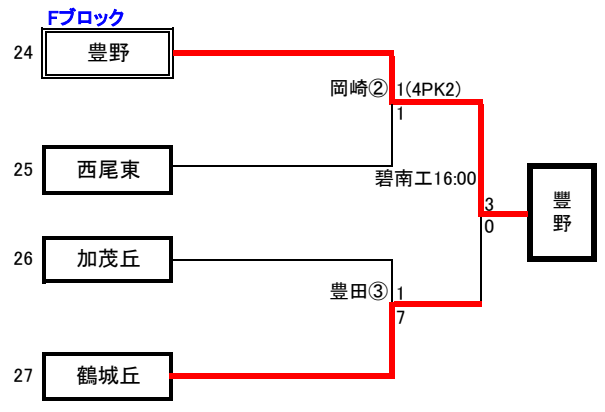 Fブロック
24 豊野
岡崎② 1(4PK2)
1
25 西尾東
碧南工16:00
3
0
豐野
26 加茂丘
豊田③ 1
7
27 鶴城丘